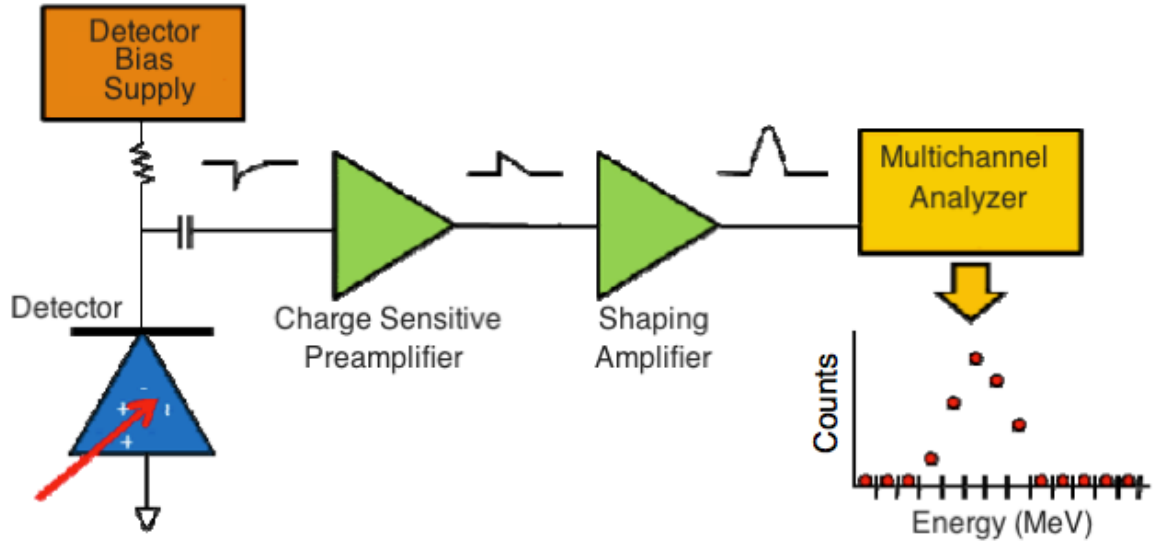 Detector
Bias
Supply
Multichannel
Analyzer
Detector
Charge Sensitive
Preamplifier
Shaping
Amplifier
- 
+
+
Counts
Energy (MeV)